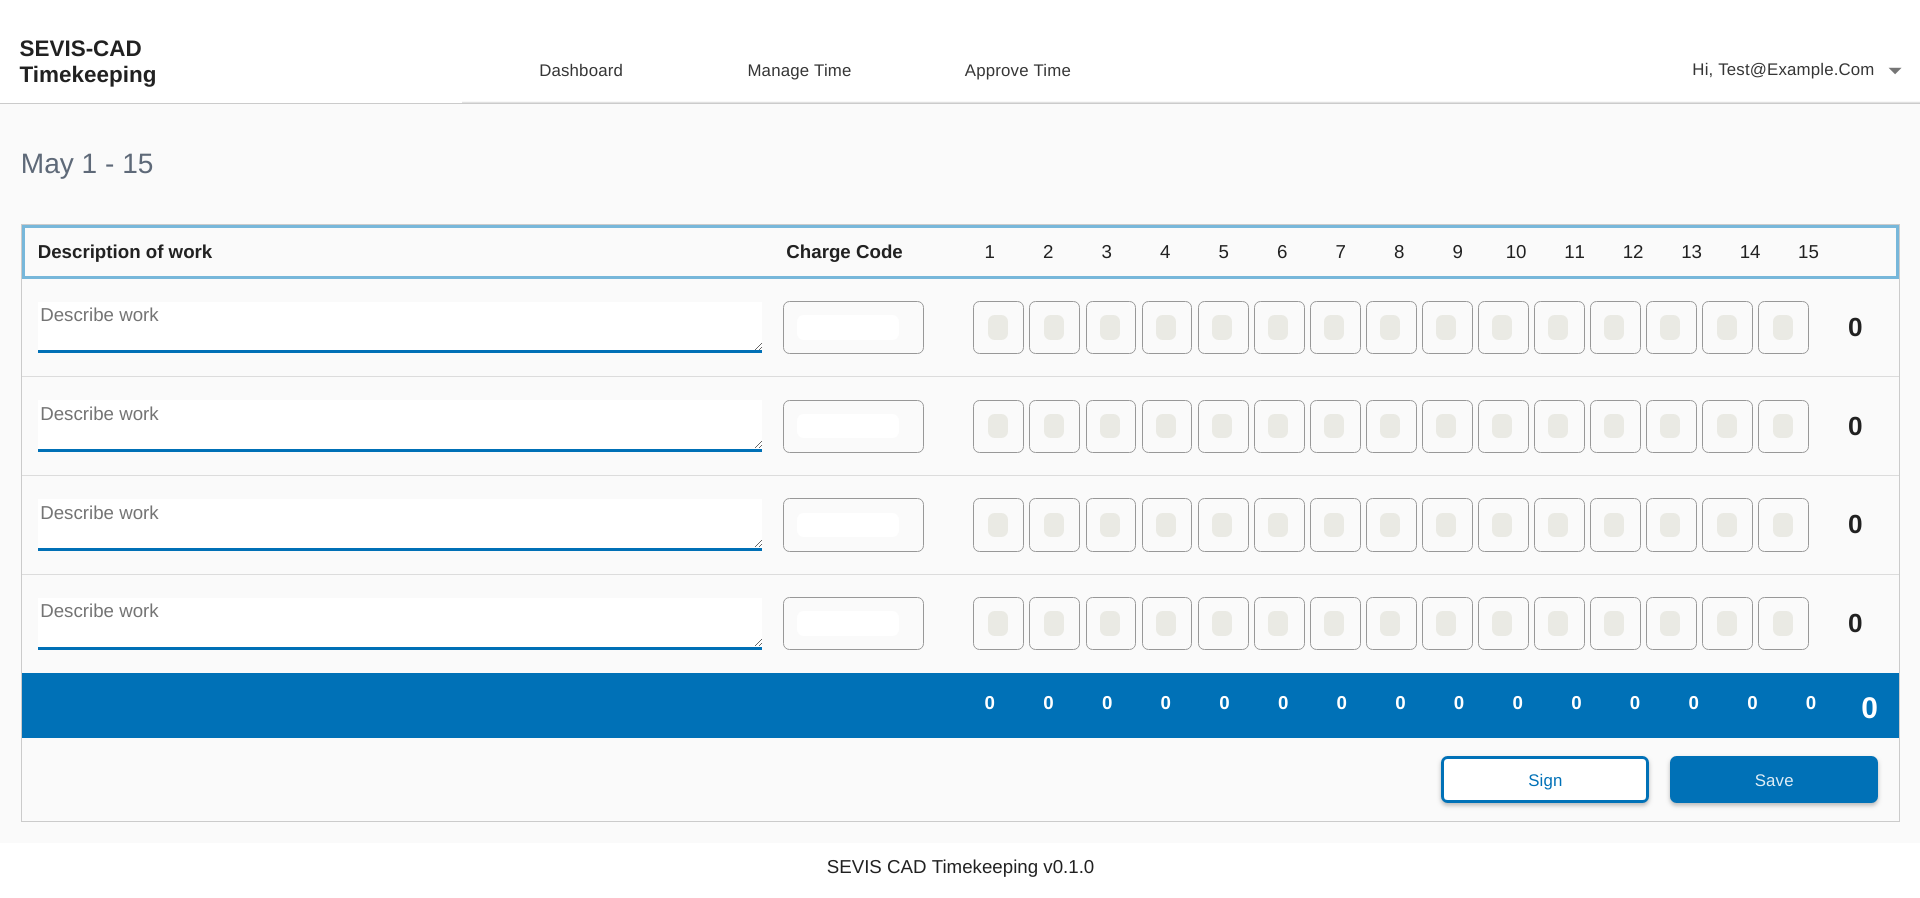 SEVIS-CAD
Timekeeping
Dashboard Manage Time Approve Time Hi, Test@Example.Com
May 1 - 15
Description of work Charge Code 1 2 3 4 5 6 7 8 9 10 11 12 13 14 15
Describe work 0
Describe work 0
Describe work 0
Describe work 0
0 0 0 0 0 0 0 0 0 0 0 0 0 0 0 0
Sign Save
SEVIS CAD Timekeeping v0.1.0